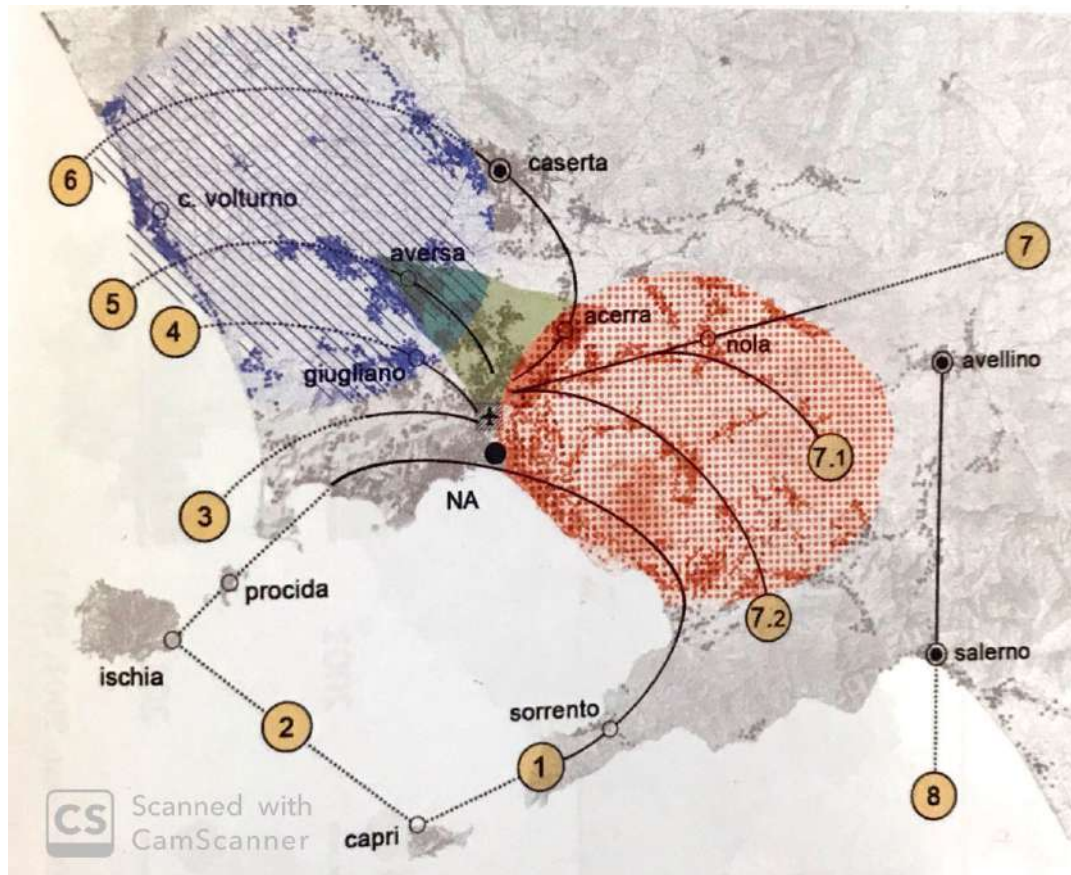 caserta
6
c. volturno
aversa
7
5
4
acerra
nola
avellino
giugliano
7.1
3
NA
procida
7.2
salerno
ischia
sorrento
2
1
8
capri
CS
Scanned with
CamScanner